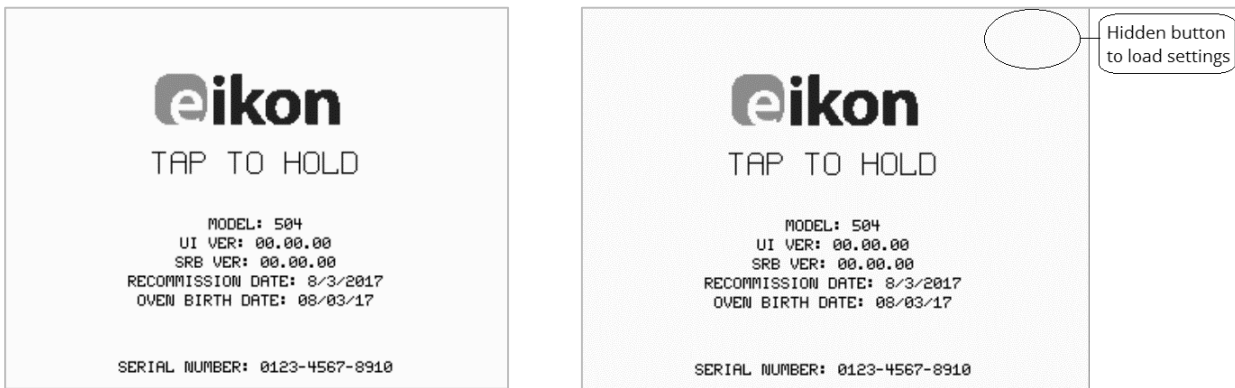 eikon
TAP TO HOLD
MODEL: 504
UI VER: 00.00.00
SRB VER: 00.00.00
RECOMMISSION DATE: 8/3/2017
OVEN BIRTH DATE: 08/03/17
SERIAL NUMBER: 0123-4567-8910
eikon
TAP TO HOLD
MODEL: 504
UI VER: 00.00.00
SRB VER: 00.00.00
RECOMMISSION DATE: 8/3/2017
OVEN BIRTH DATE: 08/03/17
SERIAL NUMBER: 0123-4567-8910
Hidden button
to load settings